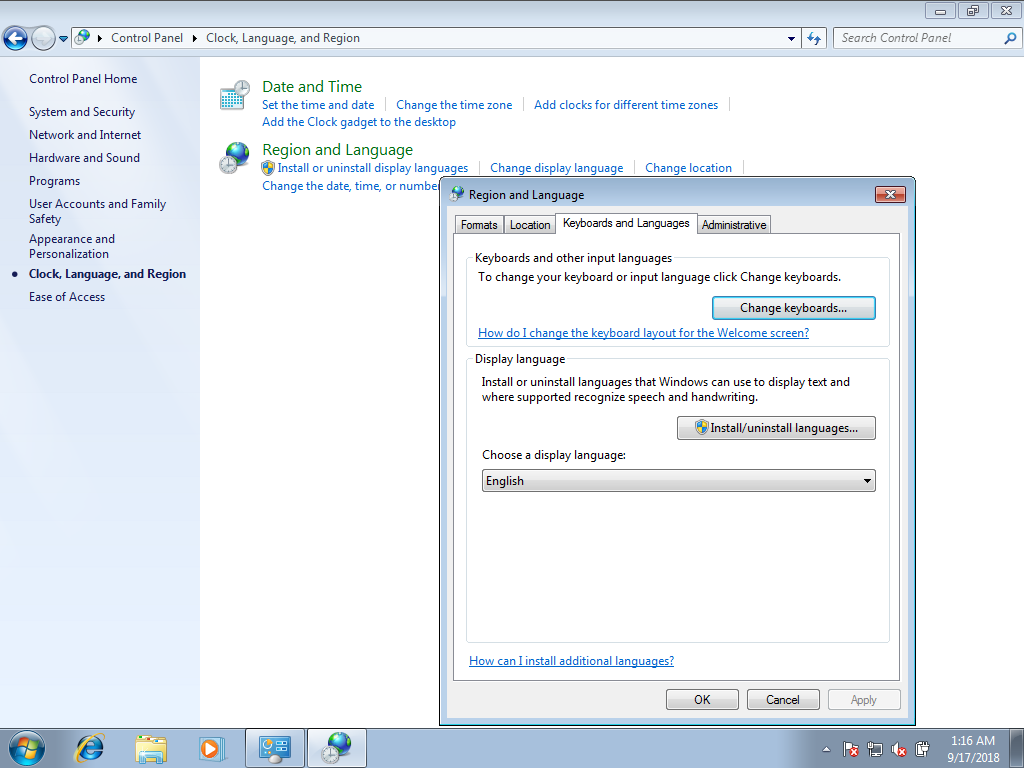 Control Panel
Clock, Language, and Region
Search Control Panel
Control Panel Home
System and Security
Network and Internet
Hardware and Sound
Programs
User Accounts and Family
Safety
Appearance and
Personalization
Clock, Language, and Region
Ease of Access
Date and Time
Set the time and date
Change the time zone
Add clocks for different time zones
Add the Clock gadget to the desktop
Region and Language
Install or uninstall display languages
Change display language
Change location
Change the date, time, or number
Region and Language
Formats
Location
Keyboards and Languages
Administrative
Keyboards and other input languages
To change your keyboard or input language click Change keyboards.
Change keyboards...
How do I change the keyboard layout for the Welcome screen?
Display language
Install or uninstall languages that Windows can use to display text and
where supported recognize speech and handwriting.
Install/uninstall languages...
Choose a display language:
English
How can I install additional languages?
OK
Cancel
Apply
1:16 AM
9/17/2018